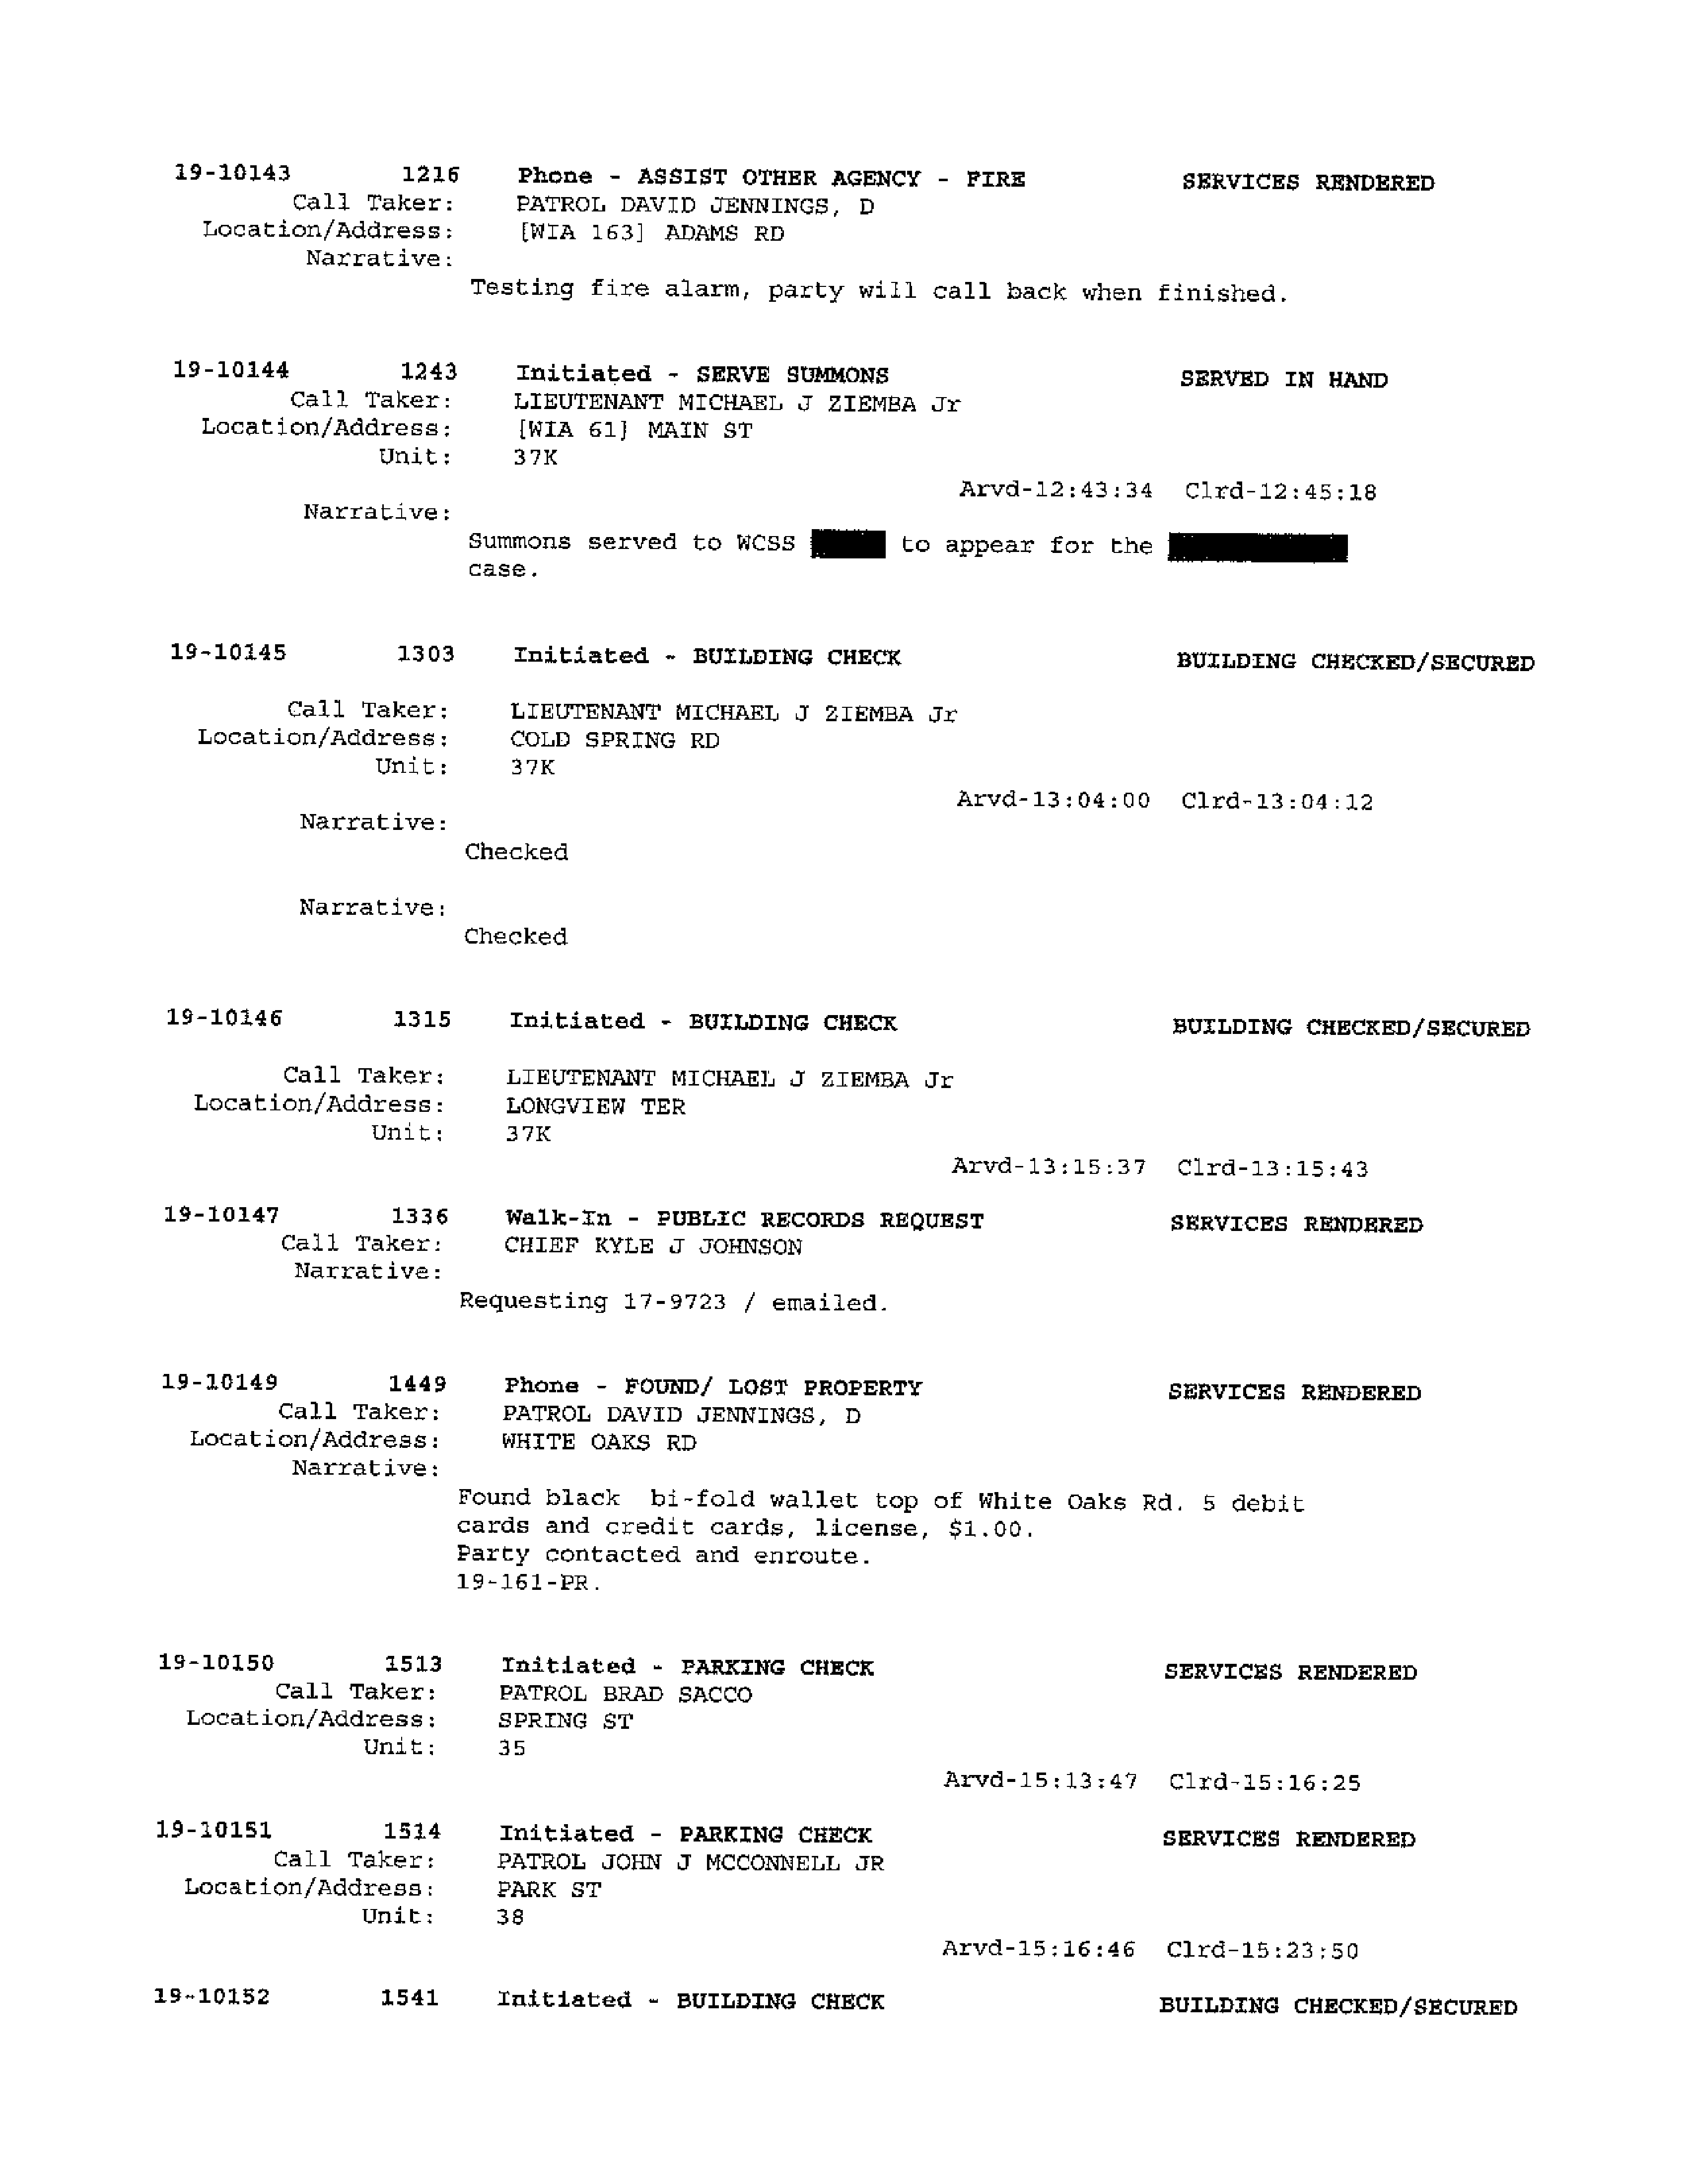 19-10143 1216 Phone - ASSIST OTHER AGENCY - FIRE SERVICES RENDERED
Call Taker: PATROL DAVID JENNINGS, D
Location/Address: [WIA 163] ADAMS RD
Narrative:
Testing fire alarm, party will call back when finished.
19-10144 1243 Initiated - SERVE SUMMONS SERVED IN HAND
Call Taker: LIEUTENANT MICHAEL J ZIEMBA Jr
Location/Address: [WIA 61] MAIN ST
Unit: 37K
Arvd-12:43:34 Clrd-12:45:18
Narrative:
Summons served to WCSS to appear for the
case.
19-10145 1303 Initiated - BUILDING CHECK BUILDING CHECKED/SECURED
Call Taker: LIEUTENANT MICHAEL J ZIEMBA Jr
Location/Address: COLD SPRING RD
Unit: 37K
Arvd-13:04:00 Clrd-13:04:12
Narrative:
Checked
Narrative:
Checked
19-10146 1315 Initiated - BUILDING CHECK BUILDING CHECKED/SECURED
Call Taker: LIEUTENANT MICHAEL J ZIEMBA Jr
Location/Address: LONGVIEW TER
Unit: 37K
Arvd-13:15:37 Clrd-13:15:43
19-10147 1336 Walk-In - PUBLIC RECORDS REQUEST SERVICES RENDERED
Call Taker: CHIEF KYLE J JOHNSON
Narrative:
Requesting 17-9723 / emailed.
19-10149 1449 Phone - FOUND/ LOST PROPERTY SERVICES RENDERED
Call Taker: PATROL DAVID JENNINGS, D
Location/Address: WHITE OAKS RD
Narrative:
Found black  bi-fold wallet top of White Oaks Rd. 5 debit
cards and credit cards, license, $1.00.
Party contacted and enroute.
19-161-PR.
19-10150 1513 Initiated - PARKING CHECK SERVICES RENDERED
Call Taker: PATROL BRAD SACCO
Location/Address: SPRING ST
Unit: 35
Arvd-15:13:47 Clrd-15:16:25
19-10151 1514 Initiated - PARKING CHECK SERVICES RENDERED
Call Taker: PATROL JOHN J MCCONNELL JR
Location/Address: PARK ST
Unit: 38
Arvd-15:16:46 Clrd-15:23:50
19-10152 1541 Initiated - BUILDING CHECK BUILDING CHECKED/SECURED